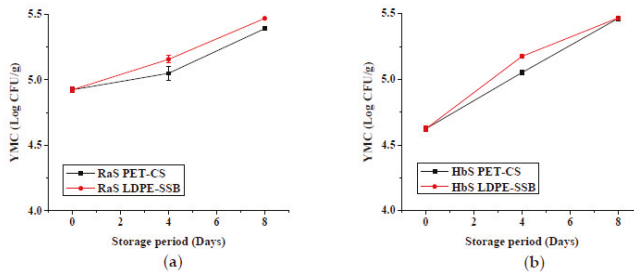 5.5
5.0
4.5
4.0
YMC (Log CFU/g)
RaS PET-CS
RaS LDPE-SSB
0 4 8
Storage period (Days)
(a)
5.5
5.0
4.5
4.0
YMC (Log CFU/g)
HbS PET-CS
HbS LDPE-SSB
0 2 4 6 8
Storage period (Days)
(b)